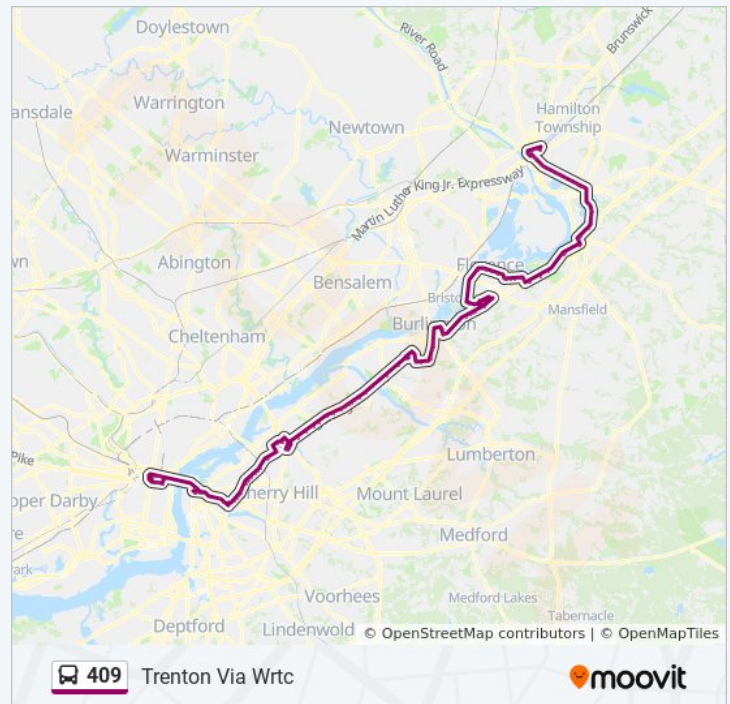 Doylestown
River Road
Brunswick
ansdale
Warrington
Hamilton
Township
Newtown
Warminster
Martin Luther King Jr. Expressway
wn
Abington
Florence
Bensalem
Bristo
Mansfield
Burlington
Cheltenham
Pike
Lumberton
pper Darby
herry Hill
Mount Laurel
re
Medford
ark
Voorhees
Medford Lakes
Tabernacle
Deptford
Lindenwold
© OpenStreetMap contributors | © OpenMapTiles
409 Trenton Via Wrtc
moovit